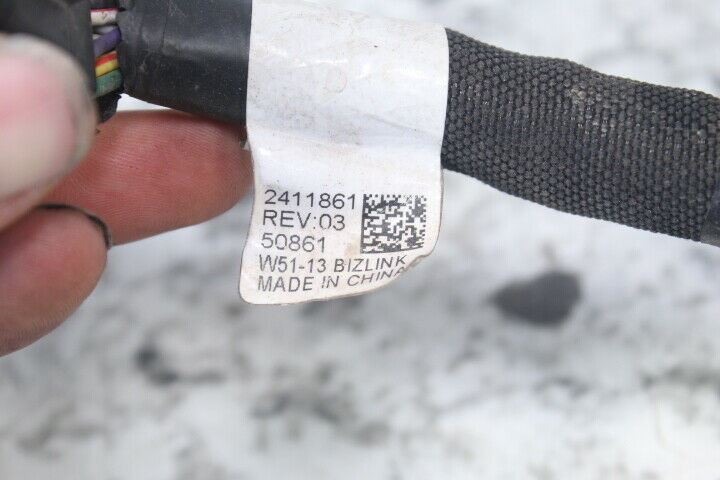 2411861
REV:03
50861
W51-13 BIZLINK
MADE IN CHINA